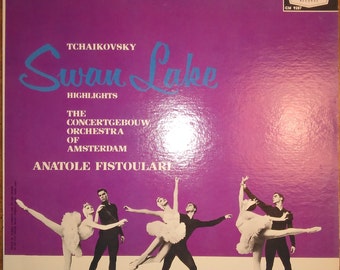 TCHAIKOVSKY
Swan Lake
HIGHLIGHTS
THE
CONCERTGEBOUW
ORCHESTRA
OF
AMSTERDAM
ANATOLE FISTOULARI